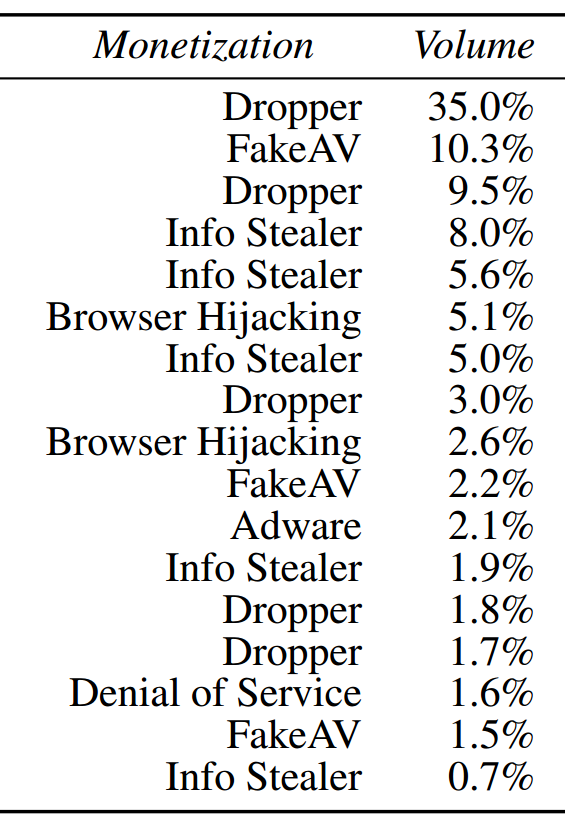 Monetization Volume
Dropper 35.0%
FakeAV 10.3%
Dropper 9.5%
Info Stealer 8.0%
Info Stealer 5.6%
Browser Hijacking 5.1%
Info Stealer 5.0%
Dropper 3.0%
Browser Hijacking 2.6%
FakeAV 2.2%
Adware 2.1%
Info Stealer 1.9%
Dropper 1.8%
Dropper 1.7%
Denial of Service 1.6%
FakeAV 1.5%
Info Stealer 0.7%